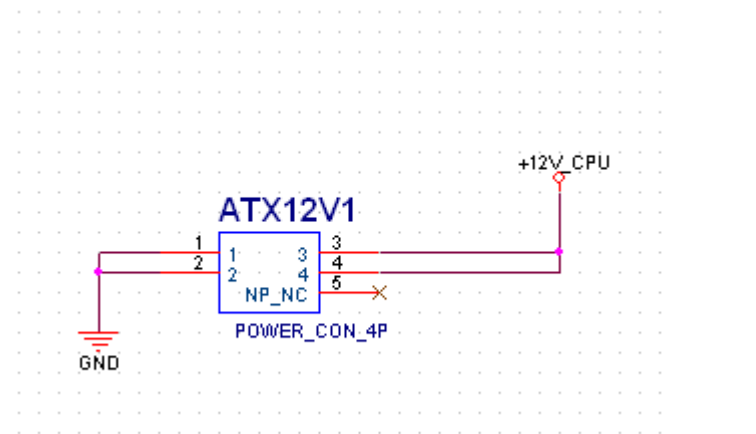 +12V_CPU
ATX12V1
1 1 3 3
2 2 4 4
NP_NC 5
POWER_CON_4P
GND